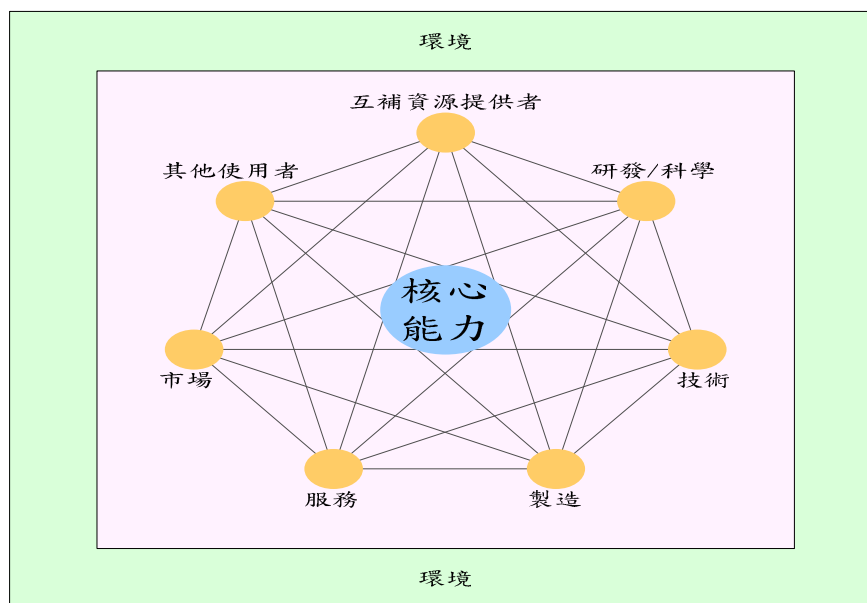 環境
互補資源提供者
其他使用者
研發/科學
核心
能力
市場
技術
服務
製造
環境